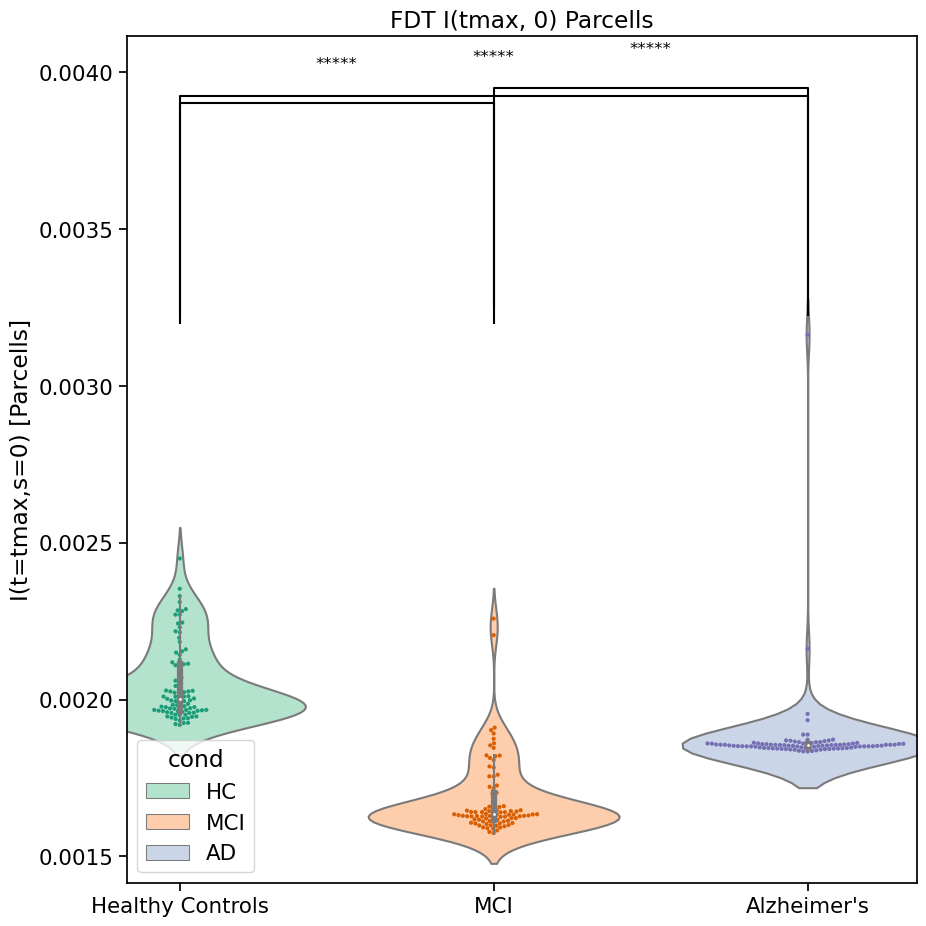 FDT I(tmax, 0) Parcells
*****
*****
*****
0.0040
0.0035
0.0030
0.0025
0.0020
0.0015
I(t=tmax,s=0) [Parcells]
cond
HC
MCI
AD
Healthy Controls
MCI
Alzheimer's